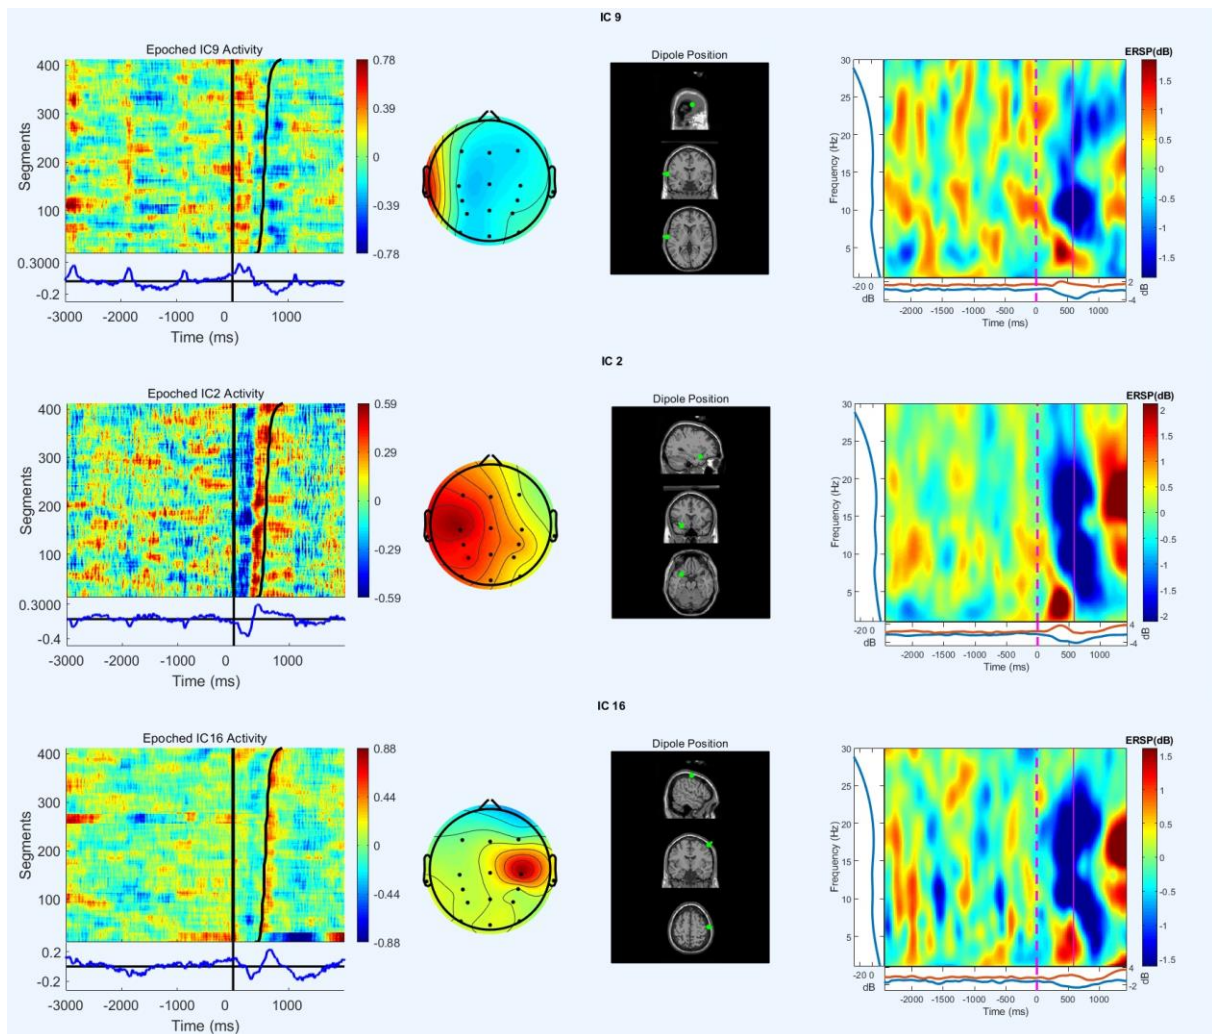 IC 9
Epoched IC9 Activity
Segments
400
300
200
100
0.78
0.39
0
-0.39
-0.78
0.3000
-0.2
-3000 -2000 -1000 0 1000
Time (ms)
Dipole Position
ERSP(dB)
Frequency (Hz)
30
25
20
15
10
5
1.5
1
0.5
0
-0.5
-1
-1.5
-20 0
dB
2
-4
dB
-2000 -1500 -1000 -500 0 500 1000
Time (ms)
IC 2
Epoched IC2 Activity
Segments
400
300
200
100
0.59
0.29
0
-0.29
-0.59
0.3000
-0.4
-3000 -2000 -1000 0 1000
Time (ms)
Dipole Position
ERSP(dB)
Frequency (Hz)
30
25
20
15
10
5
2
1.5
1
0.5
0
-0.5
-1
-1.5
-2
-20 0
dB
4
-4
dB
-2000 -1500 -1000 -500 0 500 1000
Time (ms)
IC 16
Epoched IC16 Activity
Segments
400
300
200
100
0.88
0.44
0
-0.44
-0.88
0.2
-0.2
-3000 -2000 -1000 0 1000
Time (ms)
Dipole Position
ERSP(dB)
Frequency (Hz)
30
25
20
15
10
5
1.5
1
0.5
0
-0.5
-1
-1.5
-20 0
dB
4
-2
dB
-2000 -1500 -1000 -500 0 500 1000
Time (ms)